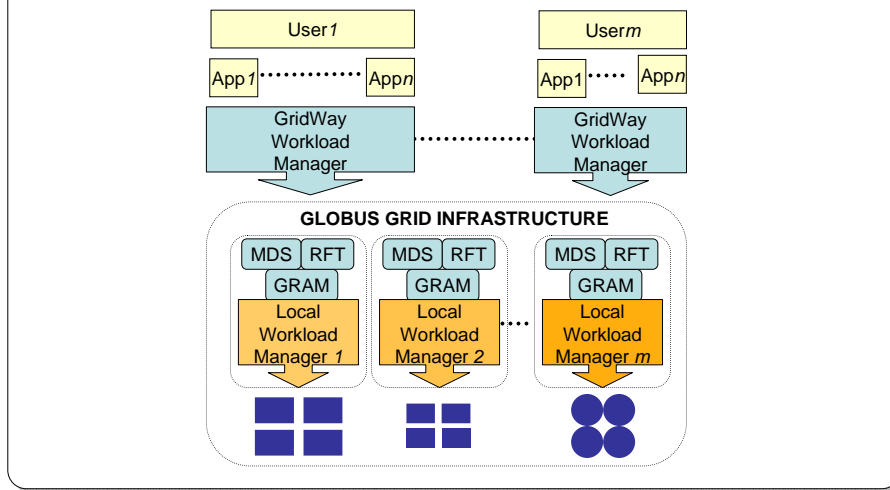 User1
Userm
App1
Appn
App1
Appn
GridWay
Workload
Manager
GridWay
Workload
Manager
GLOBUS GRID INFRASTRUCTURE
MDS
RFT
GRAM
Local
Workload
Manager 1
MDS
RFT
GRAM
Local
Workload
Manager 2
MDS
RFT
GRAM
Local
Workload
Manager m